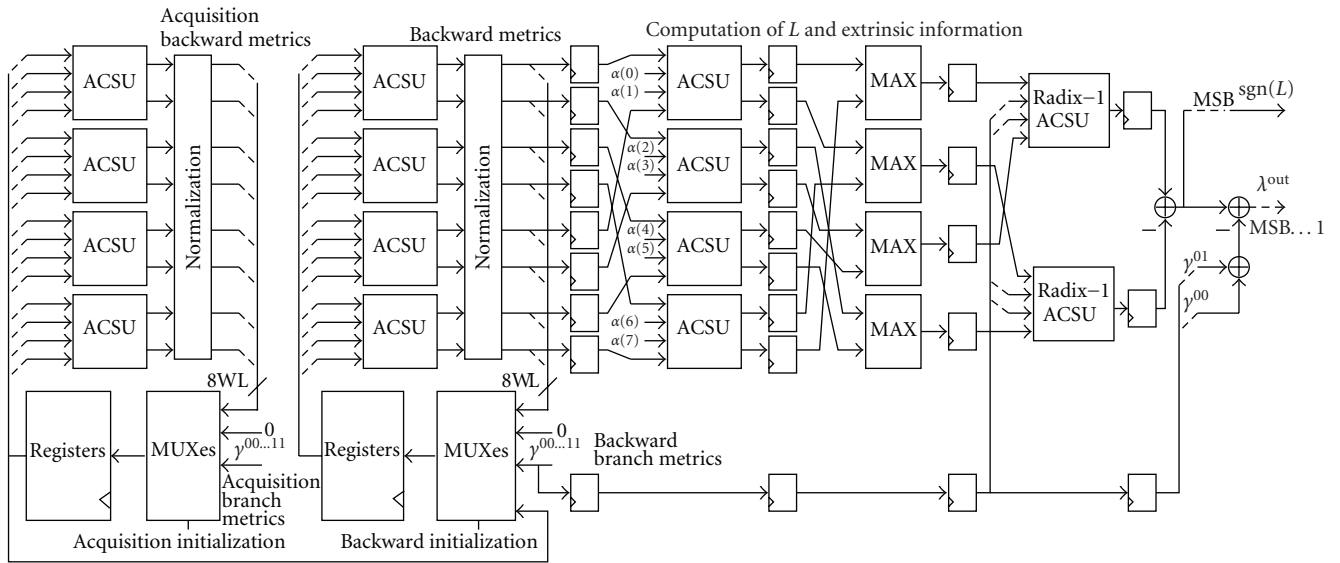 Acquisition
backward metrics
Backward metrics
Computation of L and extrinsic information
ACSU
ACSU
ACSU
ACSU
Normalization
ACSU
ACSU
ACSU
ACSU
Normalization
α(0)
α(1)
α(2)
α(3)
α(4)
α(5)
α(6)
α(7)
ACSU
ACSU
ACSU
ACSU
MAX
MAX
MAX
MAX
Radix−1
ACSU
Radix−1
ACSU
MSB
sgn(L)
λ^out
MSB...1
−
−
γ^01
γ^00
8WL
8WL
Registers
MUXes
0
γ^00...11
Acquisition
branch
metrics
Acquisition initialization
Registers
MUXes
0
γ^00...11
Backward
branch metrics
Backward initialization